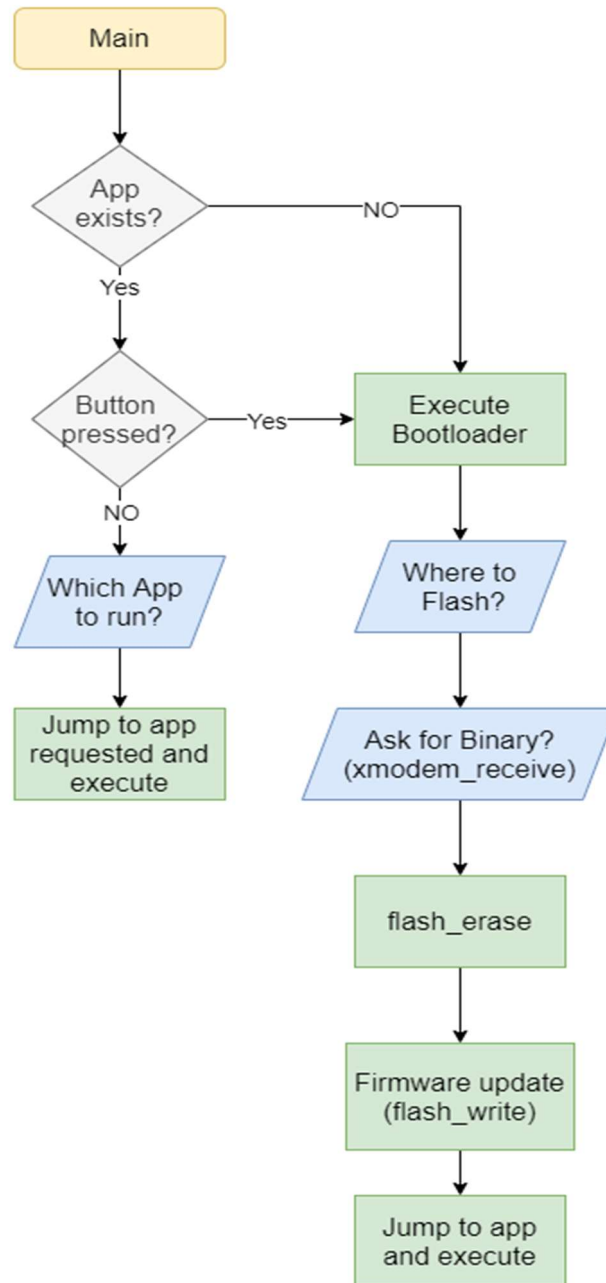 Main
App
exists?
NO
Yes
Button
pressed?
Yes
Execute
Bootloader
NO
Which App
to run?
Where to
Flash?
Jump to app
requested and
execute
Ask for Binary?
(xmodem_receive)
flash_erase
Firmware update
(flash_write)
Jump to app
and execute